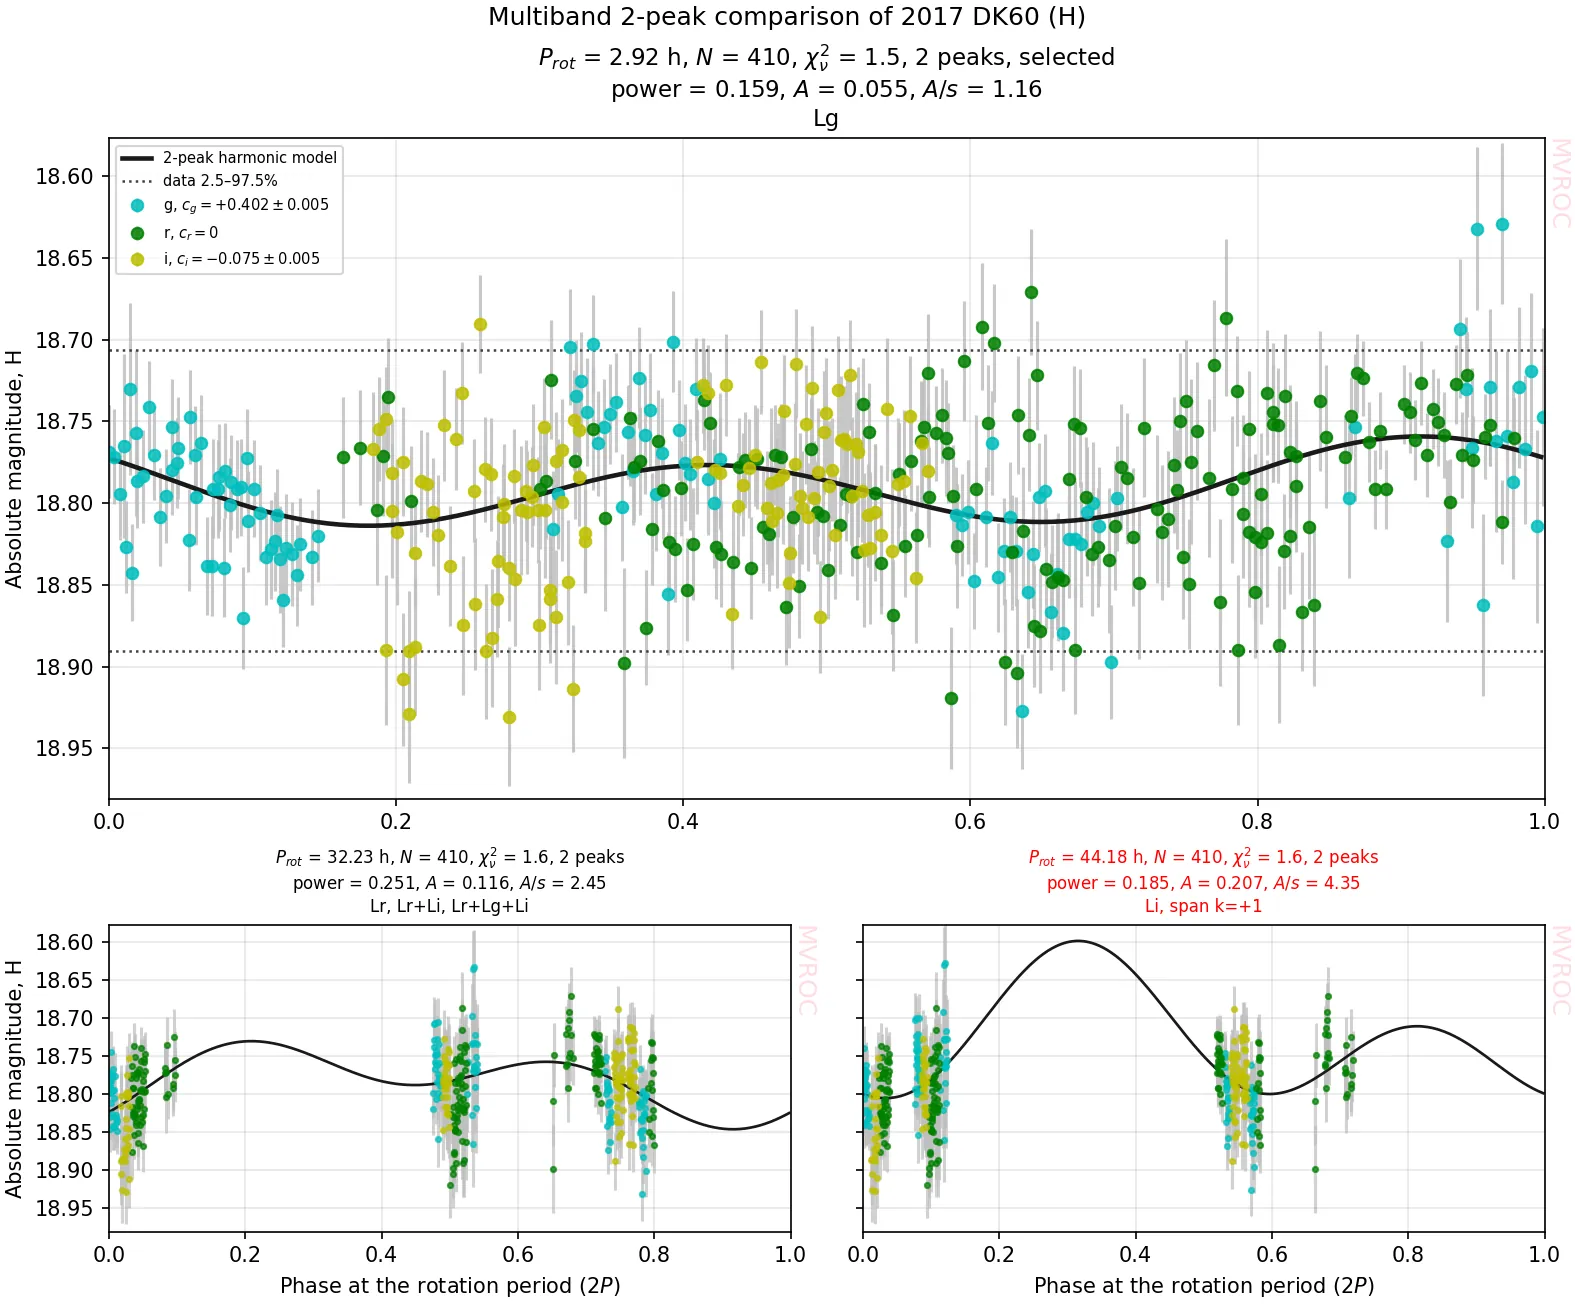 Multiband 2-peak comparison of 2017 DK60 (H)
P_rot = 2.92 h, N = 410, χ²_ν = 1.5, 2 peaks, selected
power = 0.159, A = 0.055, A/s = 1.16
Lg
2-peak harmonic model
data 2.5–97.5%
g, c_g = +0.402 ± 0.005
r, c_r = 0
i, c_i = −0.075 ± 0.005
Absolute magnitude, H
18.60
18.65
18.70
18.75
18.80
18.85
18.90
18.95
0.0 0.2 0.4 0.6 0.8 1.0
MVROC
P_rot = 32.23 h, N = 410, χ²_ν = 1.6, 2 peaks
power = 0.251, A = 0.116, A/s = 2.45
Lr, Lr+Li, Lr+Lg+Li
Absolute magnitude, H
18.60
18.65
18.70
18.75
18.80
18.85
18.90
18.95
0.0 0.2 0.4 0.6 0.8 1.0
Phase at the rotation period (2P)
MVROC
P_rot = 44.18 h, N = 410, χ²_ν = 1.6, 2 peaks
power = 0.185, A = 0.207, A/s = 4.35
Li, span k=+1
0.0 0.2 0.4 0.6 0.8 1.0
Phase at the rotation period (2P)
MVROC